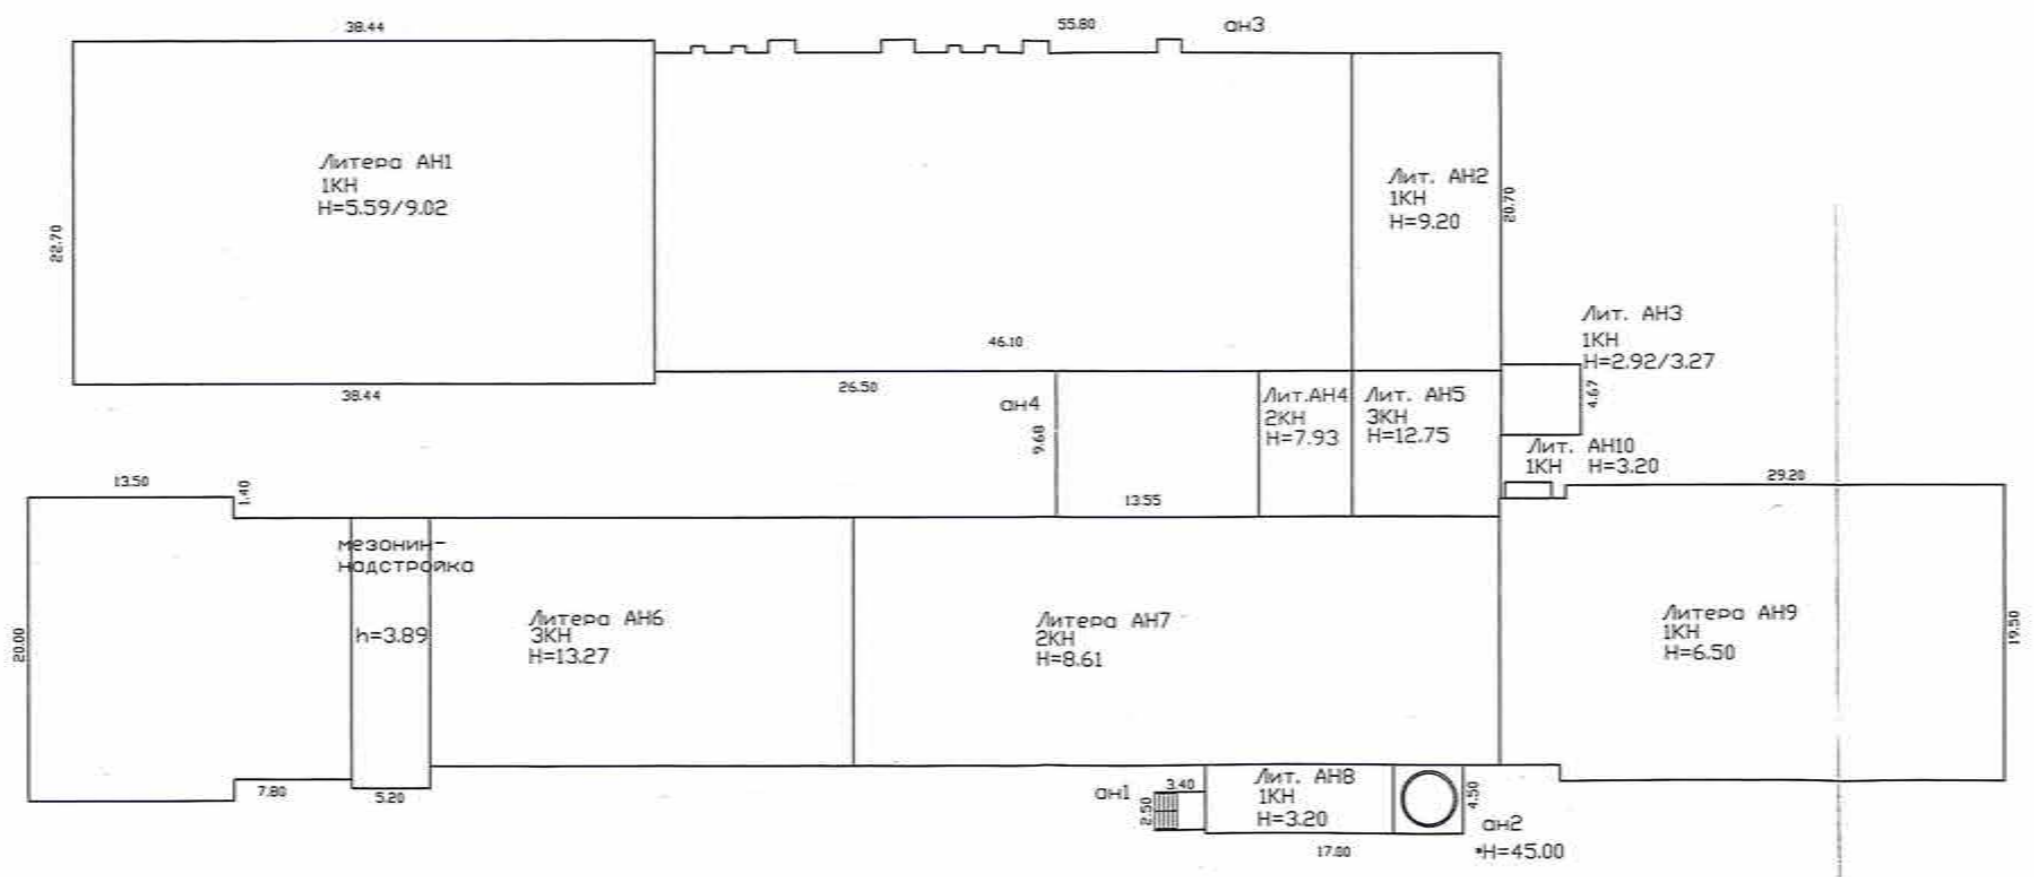 38.44
55.80
ан3
Литера АН1
1КН
Н=5.59/9.02
22.70
38.44
Лит. АН2
1КН
Н=9.20
20.70
46.10
26.50
Лит. АН3
1КН
Н=2.92/3.27
4.67
ан4
9.68
13.55
Лит.АН4
2КН
Н=7.93
Лит. АН5
3КН
Н=12.75
Лит. АН10
1КН Н=3.20
29.20
13.50
1.40
20.00
мезонин-
надстройка
h=3.89
Литера АН6
3КН
Н=13.27
Литера АН7
2КН
Н=8.61
Литера АН9
1КН
Н=6.50
19.50
7.80
5.20
ан1
3.40
2.50
Лит. АН8
1КН
Н=3.20
4.50
ан2
*Н=45.00
17.00